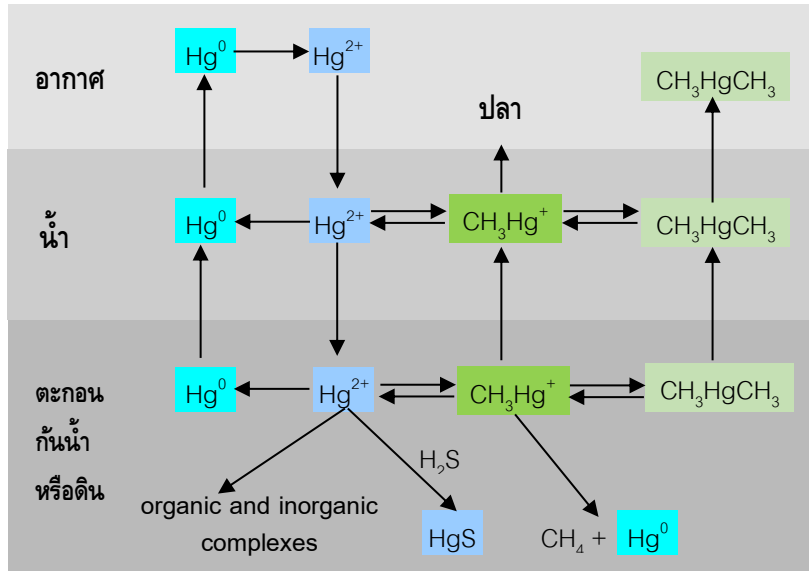 Hg⁰ Hg²⁺
อากาศ CH₃HgCH₃
ปลา
น้ำ Hg⁰ Hg²⁺ CH₃Hg⁺ CH₃HgCH₃
Hg⁰ Hg²⁺ CH₃Hg⁺ CH₃HgCH₃
ตะกอน
ก้นน้ำ
หรือดิน
H₂S
organic and inorganic
complexes
HgS CH₄ + Hg⁰